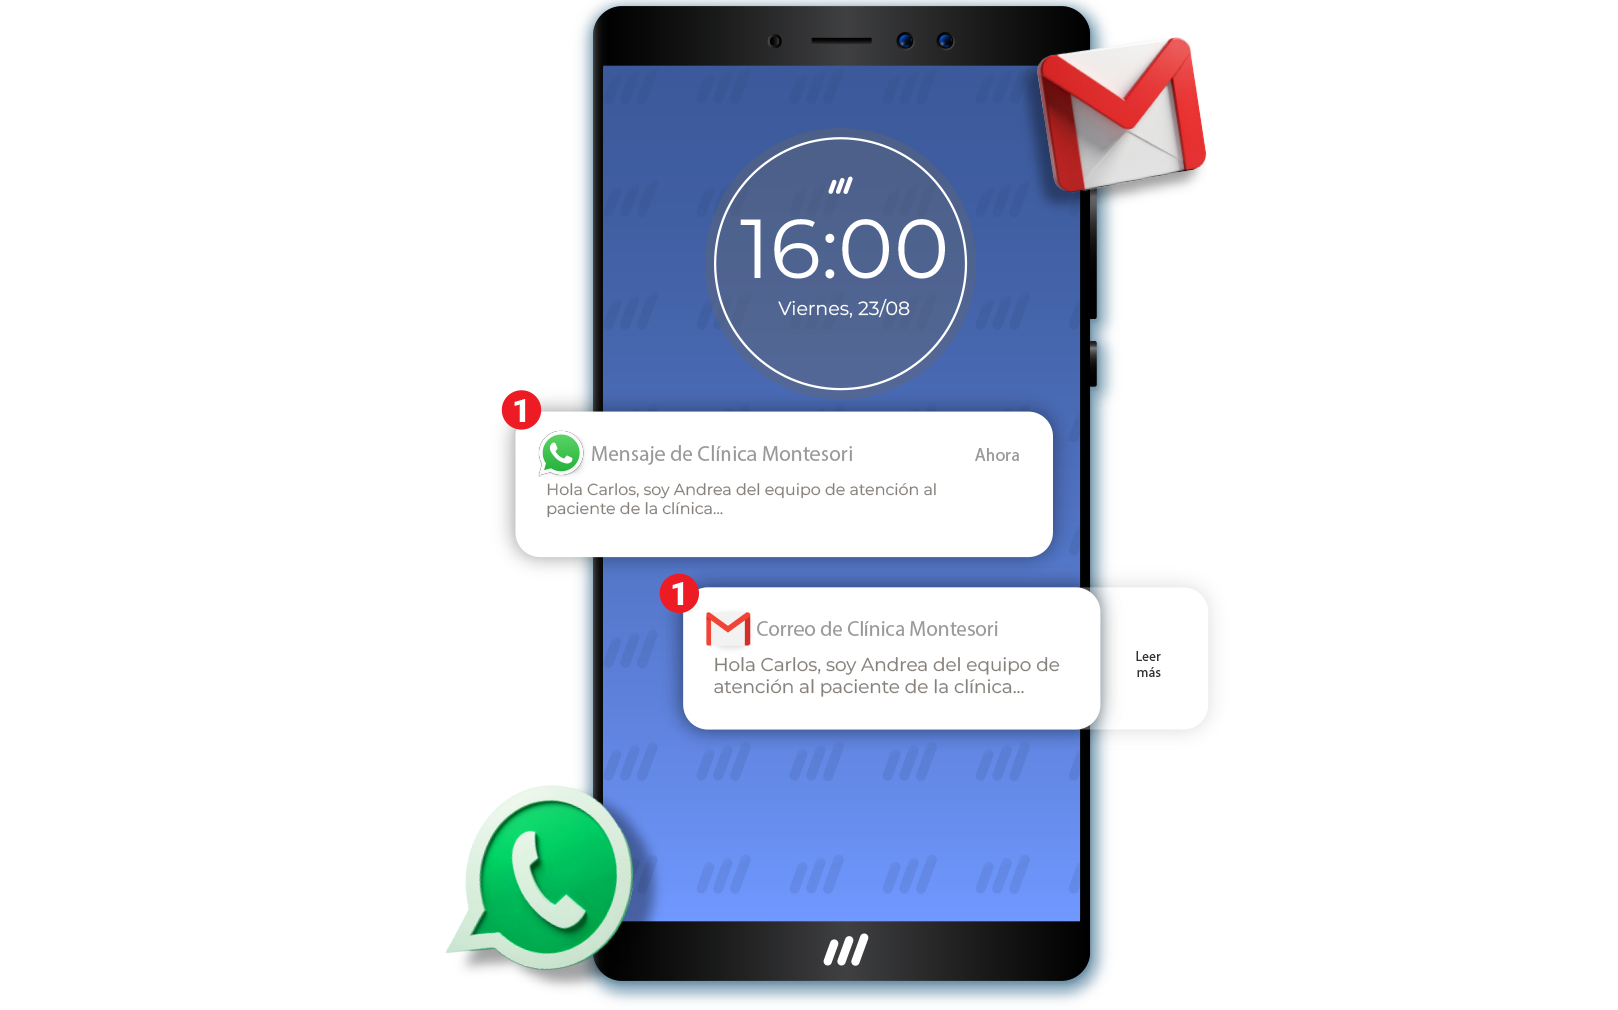 16:00
Viernes, 23/08
1
Mensaje de Clínica Montesori
Ahora
Hola Carlos, soy Andrea del equipo de atención al
paciente de la clínica...
1
Correo de Clínica Montesori
Hola Carlos, soy Andrea del equipo de
atención al paciente de la clínica...
Leer
más